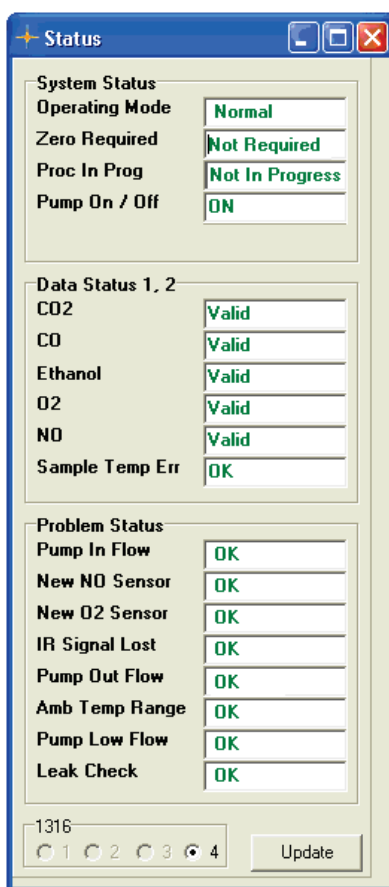 Status
System Status
Operating Mode Normal
Zero Required Not Required
Proc In Prog Not In Progress
Pump On / Off ON
Data Status 1, 2
CO2 Valid
CO Valid
Ethanol Valid
O2 Valid
NO Valid
Sample Temp Err OK
Problem Status
Pump In Flow OK
New NO Sensor OK
New O2 Sensor OK
IR Signal Lost OK
Pump Out Flow OK
Amb Temp Range OK
Pump Low Flow OK
Leak Check OK
1316
1 2 3 4 Update